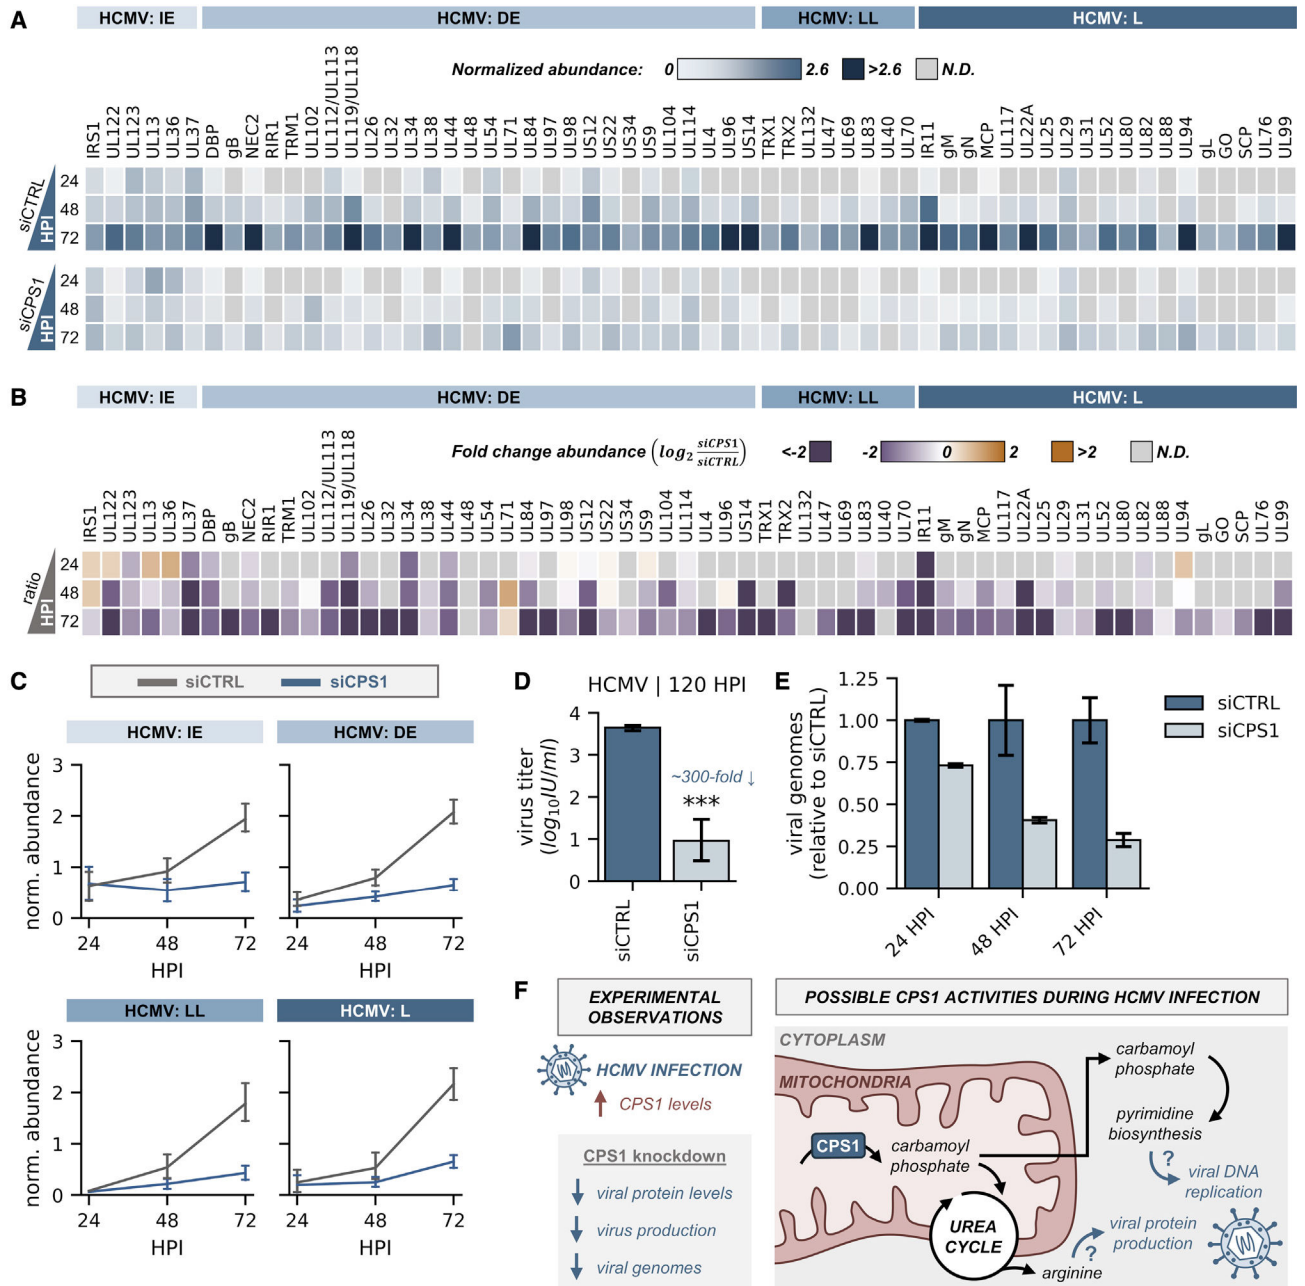 A
HCMV: IE HCMV: DE HCMV: LL HCMV: L
Normalized abundance: 0 2.6 >2.6 N.D.
IRS1 UL122 UL123 UL13 UL36 UL37 DBP gB NEC2 RIR1 TRM1 UL102 UL112/UL113 UL119/UL118 UL26 UL32 UL34 UL38 UL44 UL48 UL54 UL71 UL84 UL97 UL98 US12 US22 US34 US9 UL104 UL114 UL4 UL96 US14 TRX1 TRX2 UL132 UL47 UL69 UL83 UL40 UL70 IR11 gM gN MCP UL117 UL22A UL25 UL29 UL31 UL52 UL80 UL82 UL88 UL94 gL GO SCP UL76 UL99
siCTRL
HPI
24
48
72
siCPS1
HPI
24
48
72
B
HCMV: IE HCMV: DE HCMV: LL HCMV: L
Fold change abundance (log2 siCPS1/siCTRL) <-2 -2 0 2 >2 N.D.
IRS1 UL122 UL123 UL13 UL36 UL37 DBP gB NEC2 RIR1 TRM1 UL102 UL112/UL113 UL119/UL118 UL26 UL32 UL34 UL38 UL44 UL48 UL54 UL71 UL84 UL97 UL98 US12 US22 US34 US9 UL104 UL114 UL4 UL96 US14 TRX1 TRX2 UL132 UL47 UL69 UL83 UL40 UL70 IR11 gM gN MCP UL117 UL22A UL25 UL29 UL31 UL52 UL80 UL82 UL88 UL94 gL GO SCP UL76 UL99
ratio
HPI
24
48
72
C
siCTRL siCPS1
HCMV: IE HCMV: DE
norm. abundance
3
2
1
0
24 48 72 24 48 72
HPI HPI
HCMV: LL HCMV: L
norm. abundance
3
2
1
0
24 48 72 24 48 72
HPI HPI
D
HCMV | 120 HPI
virus titer
(log10IU/ml)
4
3
2
1
0
~300-fold ↓
***
siCTRL siCPS1
E
viral genomes
(relative to siCTRL)
1.25
1.00
0.75
0.50
0.25
0.00
24 HPI 48 HPI 72 HPI
siCTRL
siCPS1
F
EXPERIMENTAL
OBSERVATIONS
HCMV INFECTION
↑ CPS1 levels
CPS1 knockdown
↓ viral protein levels
↓ virus production
↓ viral genomes
POSSIBLE CPS1 ACTIVITIES DURING HCMV INFECTION
CYTOPLASM
MITOCHONDRIA
CPS1
carbamoyl
phosphate
UREA
CYCLE
carbamoyl
phosphate
pyrimidine
biosynthesis
?
viral DNA
replication
arginine
?
viral protein
production